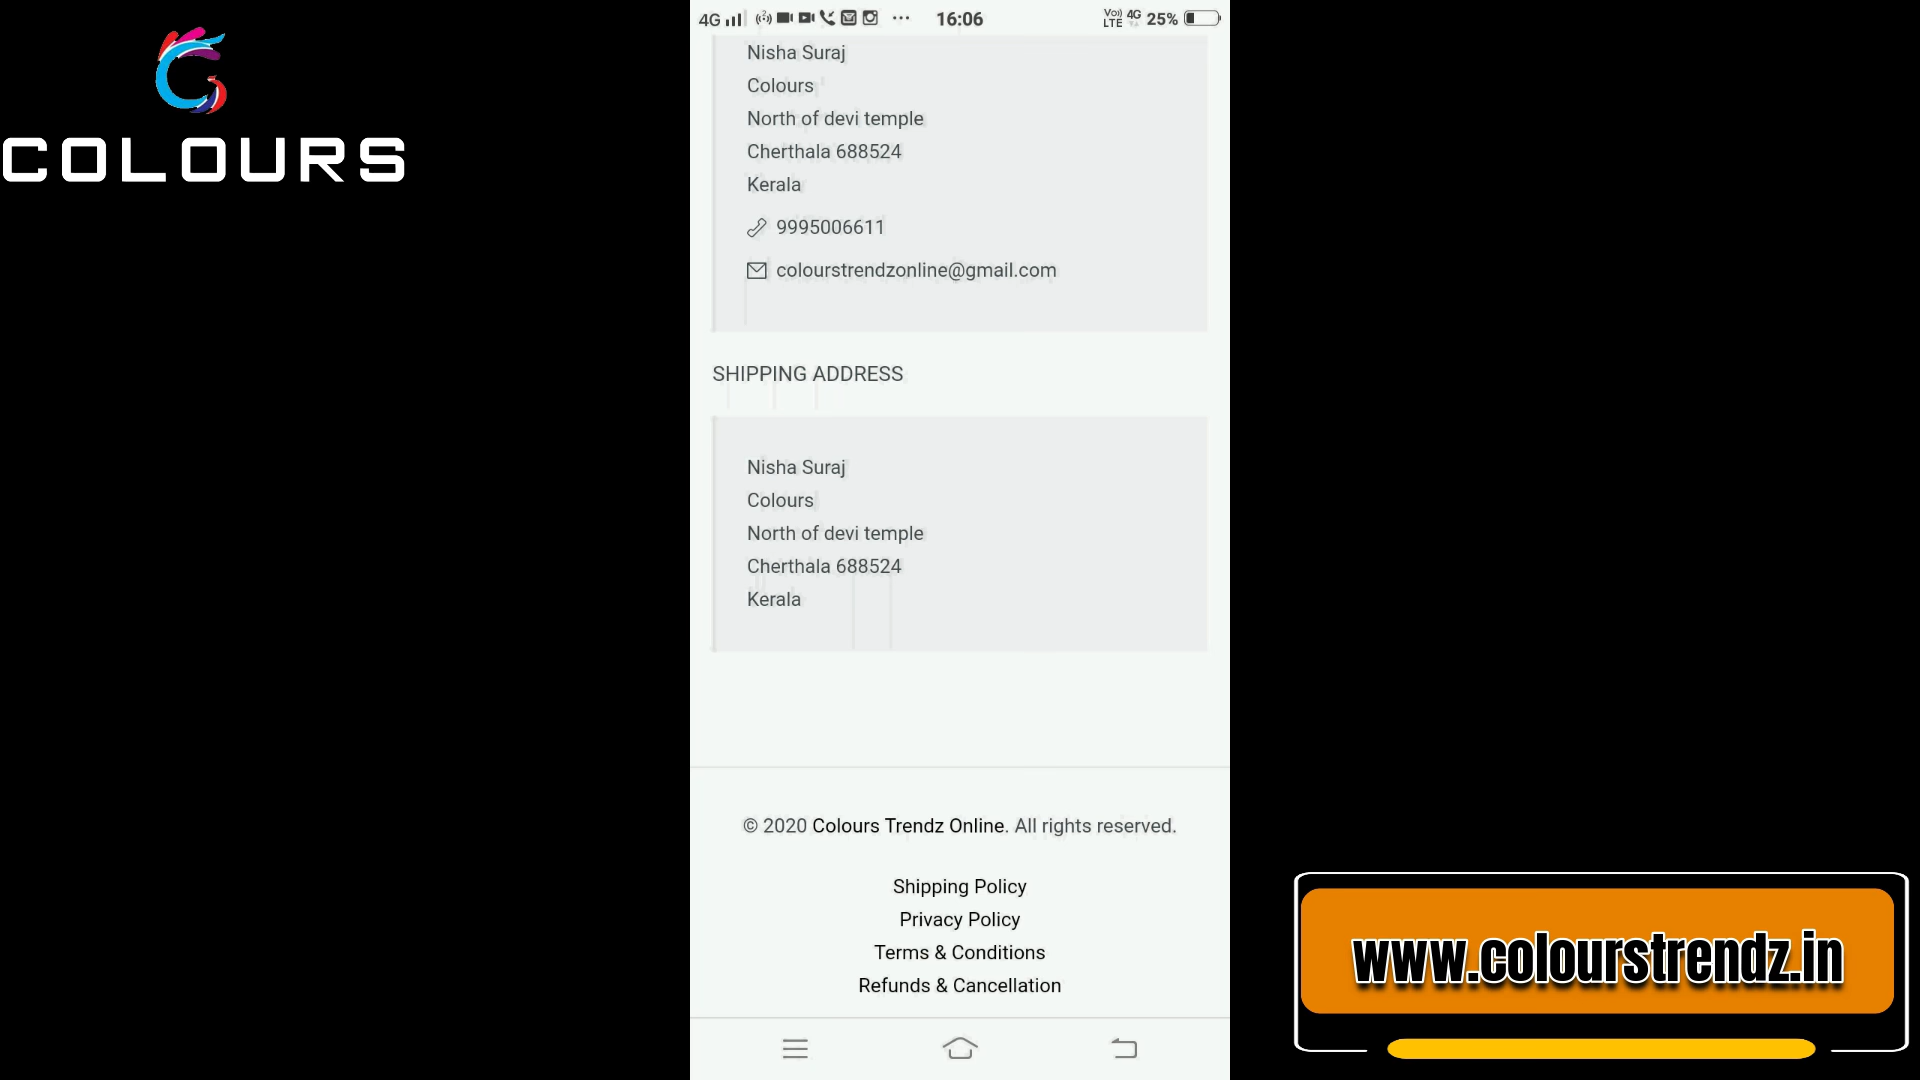 COLOURS
4G 16:06 Vo) LTE 4G 25%
Nisha Suraj
Colours
North of devi temple
Cherthala 688524
Kerala
9995006611
colourstrendzonline@gmail.com
SHIPPING ADDRESS
Nisha Suraj
Colours
North of devi temple
Cherthala 688524
Kerala
© 2020 Colours Trendz Online. All rights reserved.
Shipping Policy
Privacy Policy
Terms & Conditions
Refunds & Cancellation
www.colourstrendz.in